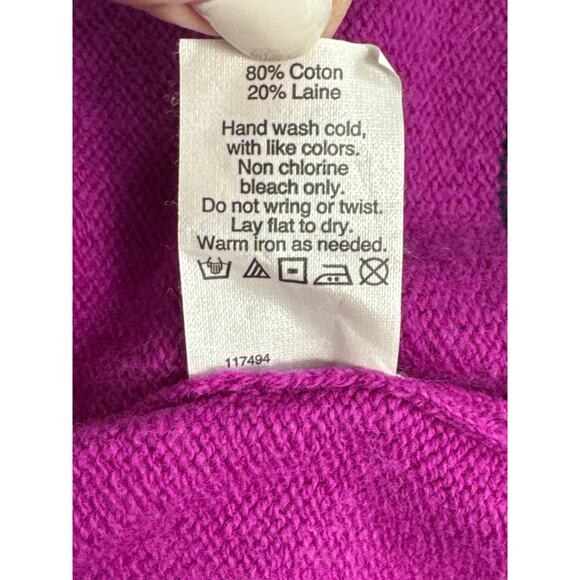 80% Coton
20% Laine
Hand wash cold,
with like colors.
Non chlorine
bleach only.
Do not wring or twist.
Lay flat to dry.
Warm iron as needed.
117494